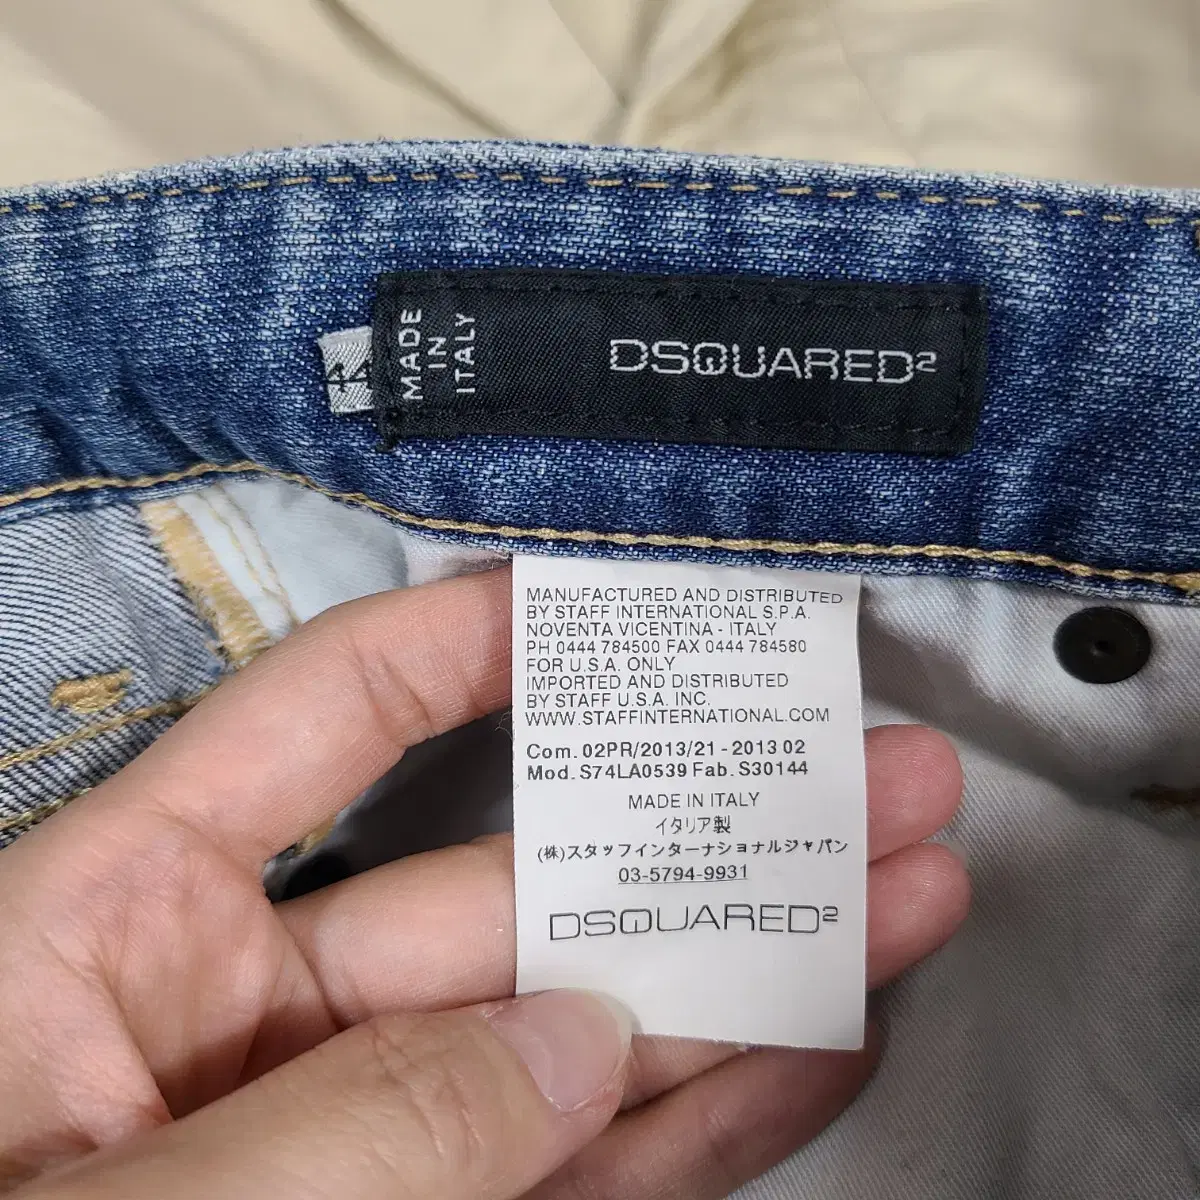 MADE
IN
ITALY
DSQUARED2
MANUFACTURED AND DISTRIBUTED
BY STAFF INTERNATIONAL S.P.A.
NOVENTA VICENTINA - ITALY
PH 0444 784500 FAX 0444 784580
FOR U.S.A. ONLY
IMPORTED AND DISTRIBUTED
BY STAFF U.S.A. INC.
WWW.STAFFINTERNATIONAL.COM
Com. 02PR/2013/21 - 2013 02
Mod. S74LA0539 Fab. S30144
MADE IN ITALY
イタリア製
(株)スタッフインターナショナルジャパン
03-5794-9931
DSQUARED2